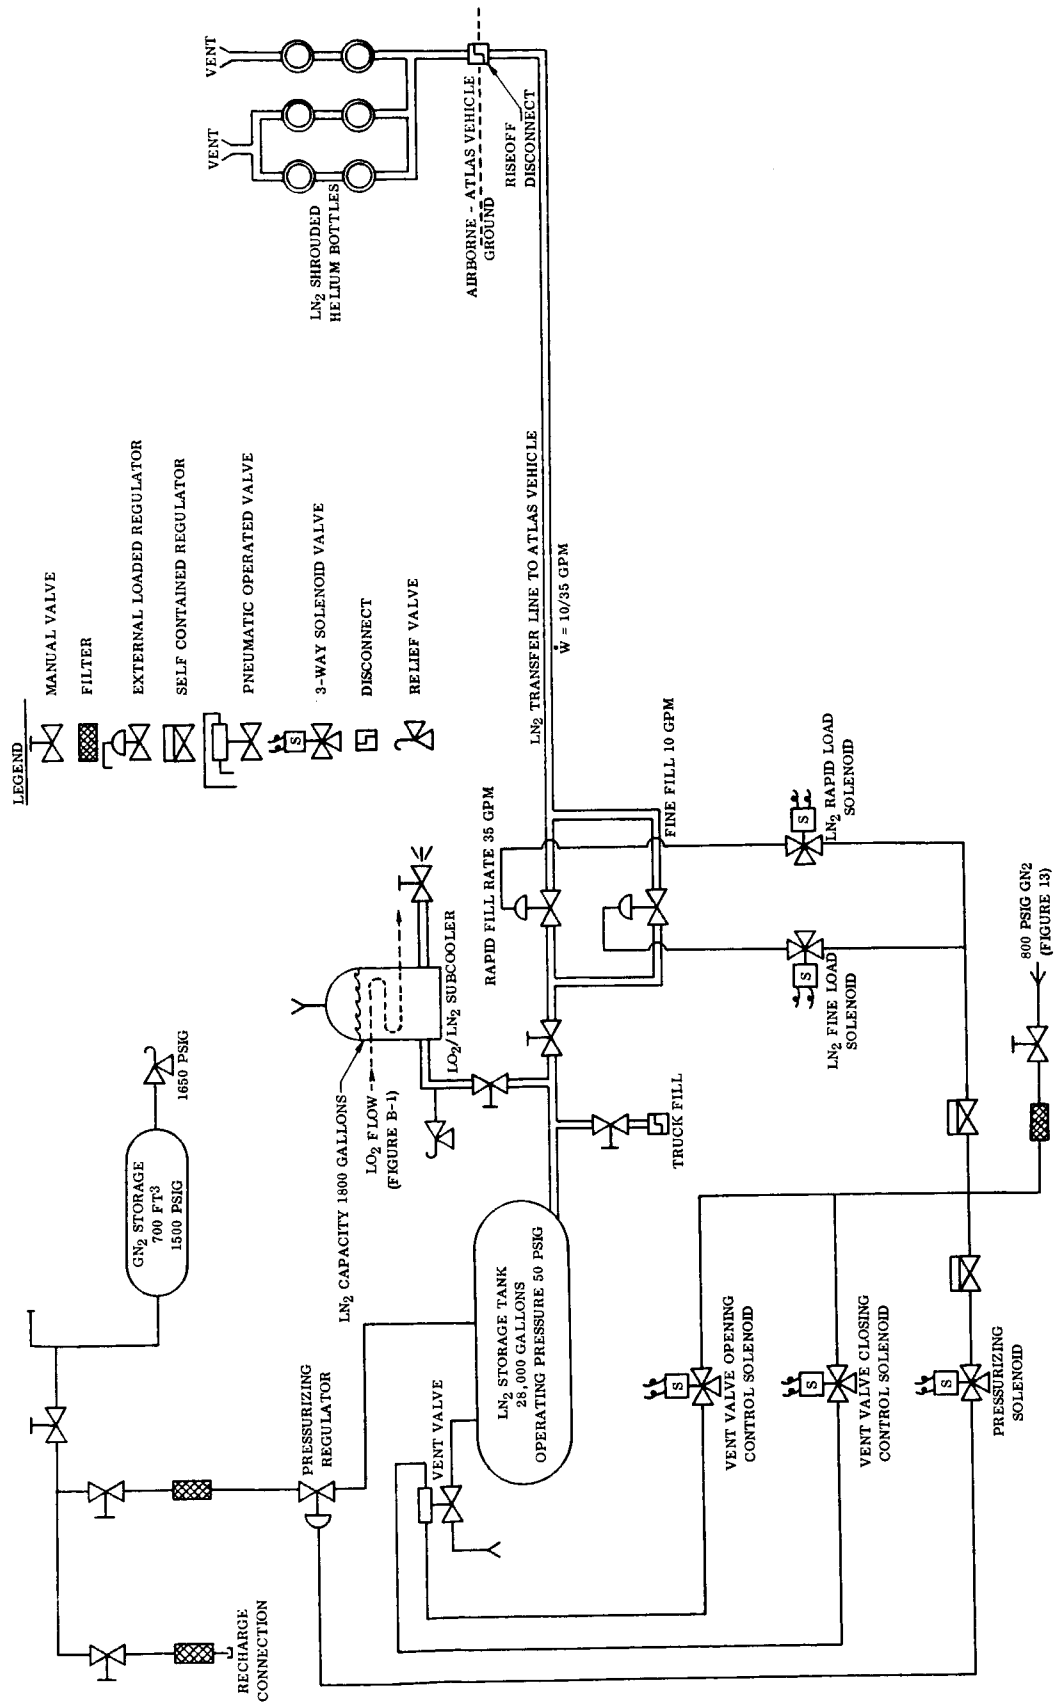 LEGEND
MANUAL VALVE
FILTER
EXTERNAL LOADED REGULATOR
SELF CONTAINED REGULATOR
PNEUMATIC OPERATED VALVE
S
3-WAY SOLENOID VALVE
DISCONNECT
RELIEF VALVE
VENT
VENT
LN2 SHROUDED
HELIUM BOTTLES
AIRBORNE - ATLAS VEHICLE
GROUND
RISEOFF
DISCONNECT
GN2 STORAGE
700 FT3
1500 PSIG
1650 PSIG
LN2 CAPACITY 1800 GALLONS
LO2 FLOW
(FIGURE B-1)
LO2/LN2 SUBCOOLER
RAPID FILL RATE 35 GPM
LN2 TRANSFER LINE TO ATLAS VEHICLE
Ẇ = 10/35 GPM
FINE FILL 10 GPM
RECHARGE
CONNECTION
PRESSURIZING
REGULATOR
VENT VALVE
LN2 STORAGE TANK
28,000 GALLONS
OPERATING PRESSURE 50 PSIG
TRUCK FILL
S
VENT VALVE OPENING
CONTROL SOLENOID
S
VENT VALVE CLOSING
CONTROL SOLENOID
S
PRESSURIZING
SOLENOID
S
LN2 FINE LOAD
SOLENOID
S
LN2 RAPID LOAD
SOLENOID
800 PSIG GN2
(FIGURE 13)